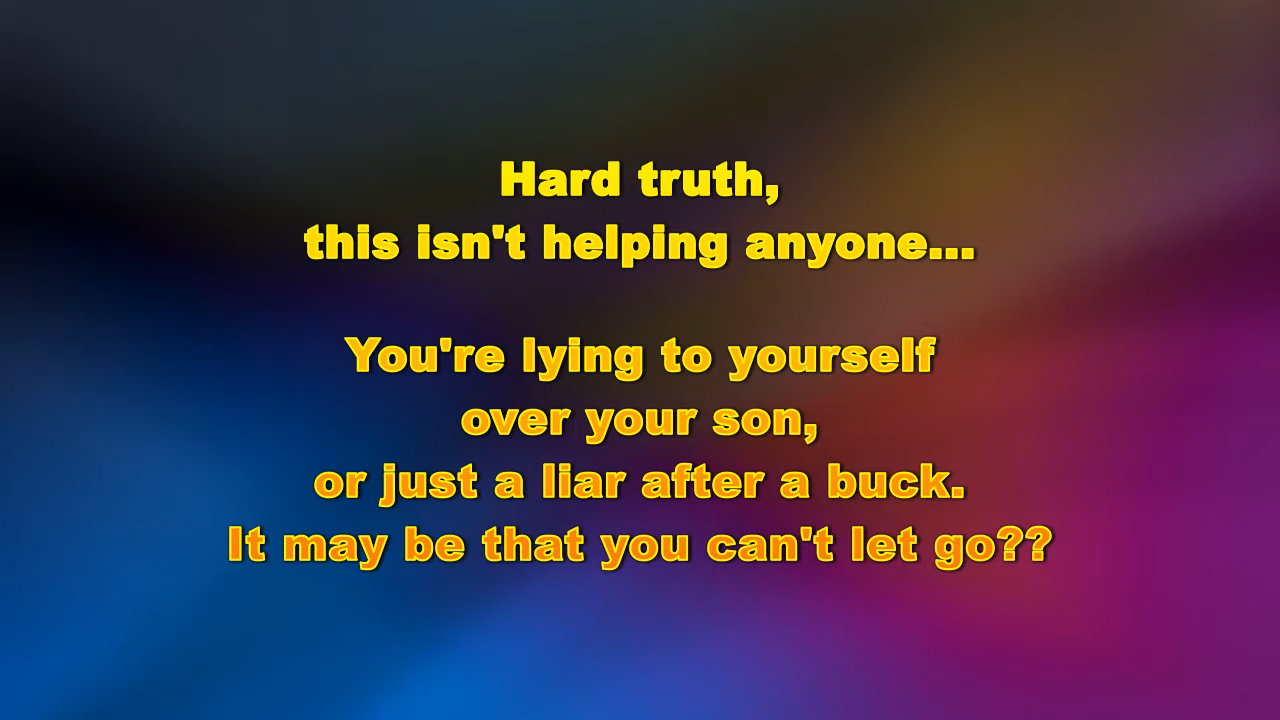 Hard truth,
this isn't helping anyone...
You're lying to yourself
over your son,
or just a liar after a buck.
It may be that you can't let go??